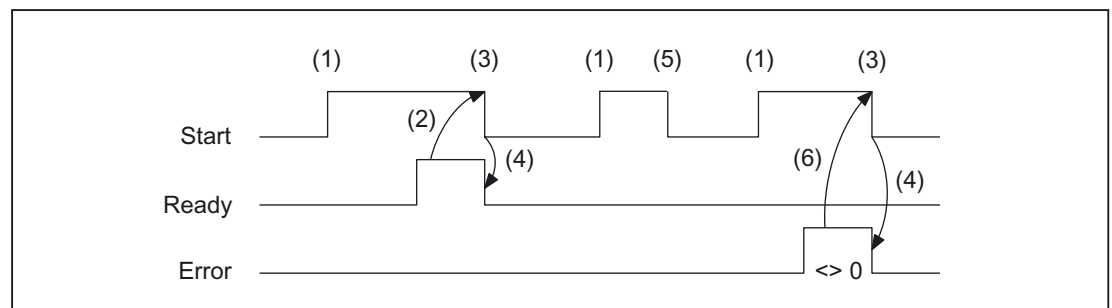 (1) (3) (1) (5) (1) (3)
Start (2) (4) (6) (4)
Ready
Error <> 0